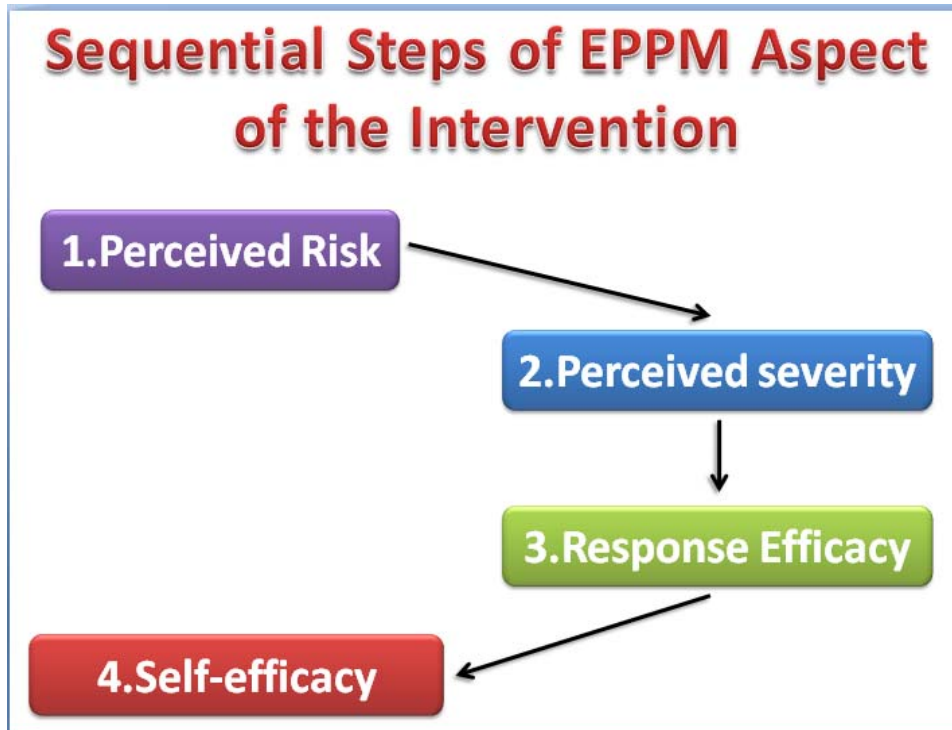 Sequential Steps of EPPM Aspect
of the Intervention
1.Perceived Risk
2.Perceived severity
3.Response Efficacy
4.Self-efficacy